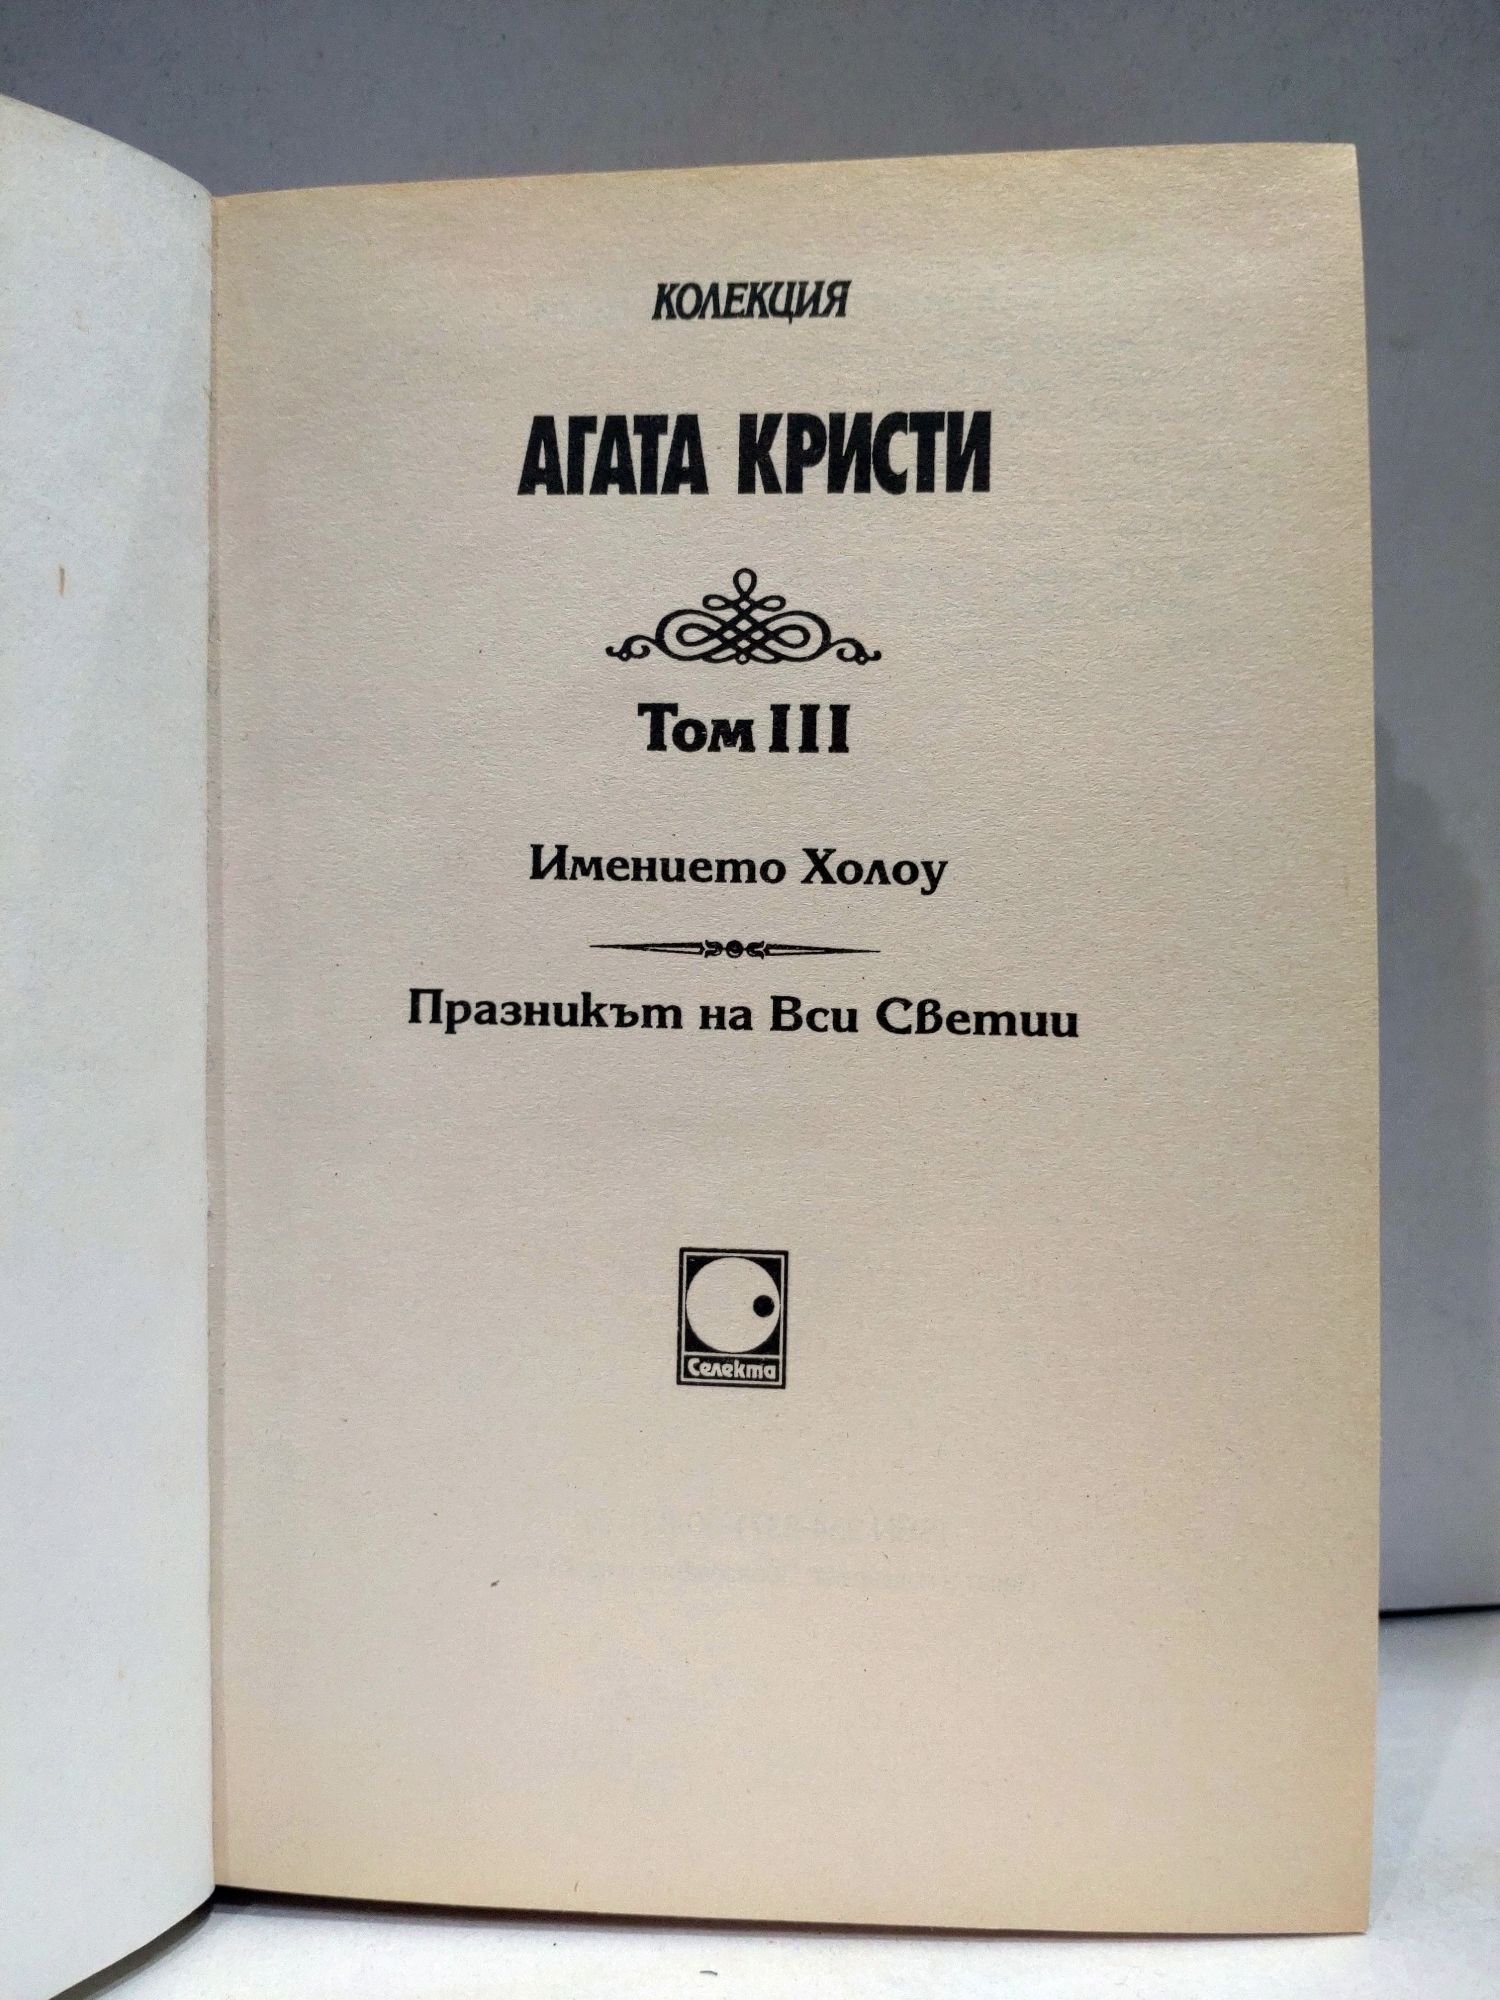 КОЛЕКЦИЯ
АГАТА КРИСТИ
Том III
Имението Холоу
Празникът на Вси Светии
Селекта